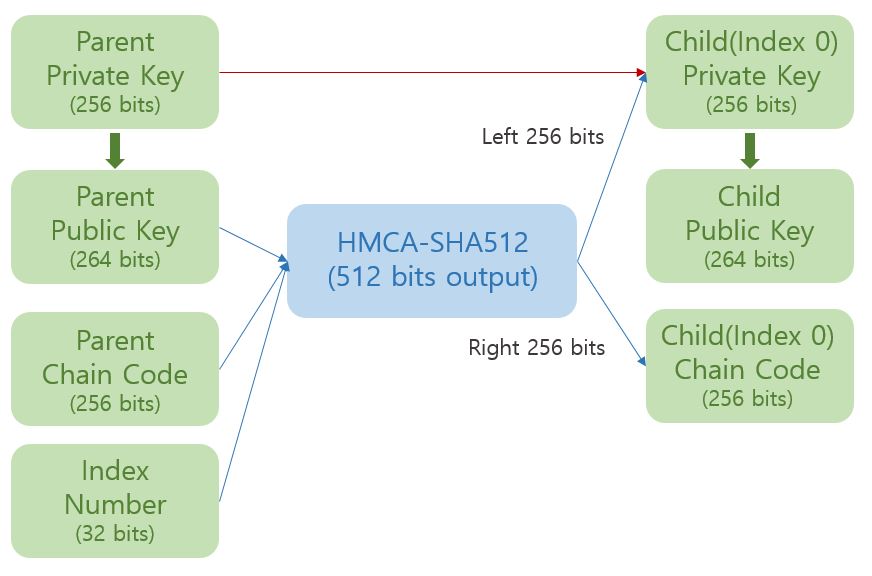 Parent
Private Key
(256 bits)
Child(Index 0)
Private Key
(256 bits)
Left 256 bits
Parent
Public Key
(264 bits)
HMCA-SHA512
(512 bits output)
Child
Public Key
(264 bits)
Parent
Chain Code
(256 bits)
Right 256 bits
Child(Index 0)
Chain Code
(256 bits)
Index
Number
(32 bits)